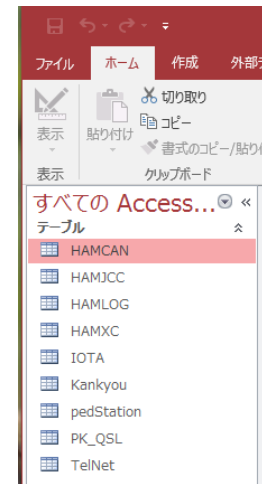 ファイル ホーム 作成 外部
切り取り
コピー
書式のコピー/貼り
表示 貼り付け
表示 クリップボード
すべての Access...
テーブル
HAMCAN
HAMJCC
HAMLOG
HAMXC
IOTA
Kankyou
pedStation
PK_QSL
TelNet